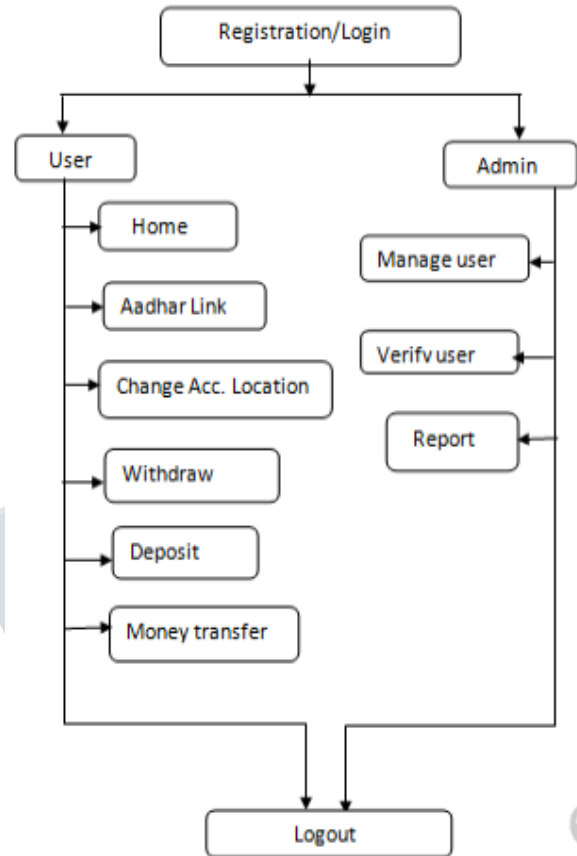 Registration/Login
User
Admin
Home
Manage user
Aadhar Link
Verifv user
Change Acc. Location
Report
Withdraw
Deposit
Money transfer
Logout